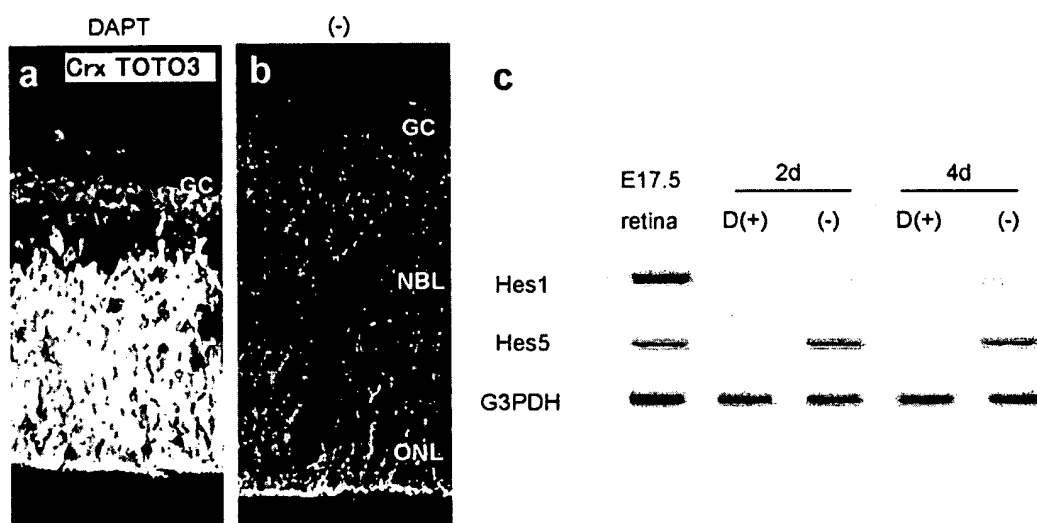 DAPT
(-)
a
Crx TOTO3
GC
b
GC
NBL
ONL
c
E17.5
retina
2d
4d
D(+)
(-)
D(+)
(-)
Hes1
Hes5
G3PDH